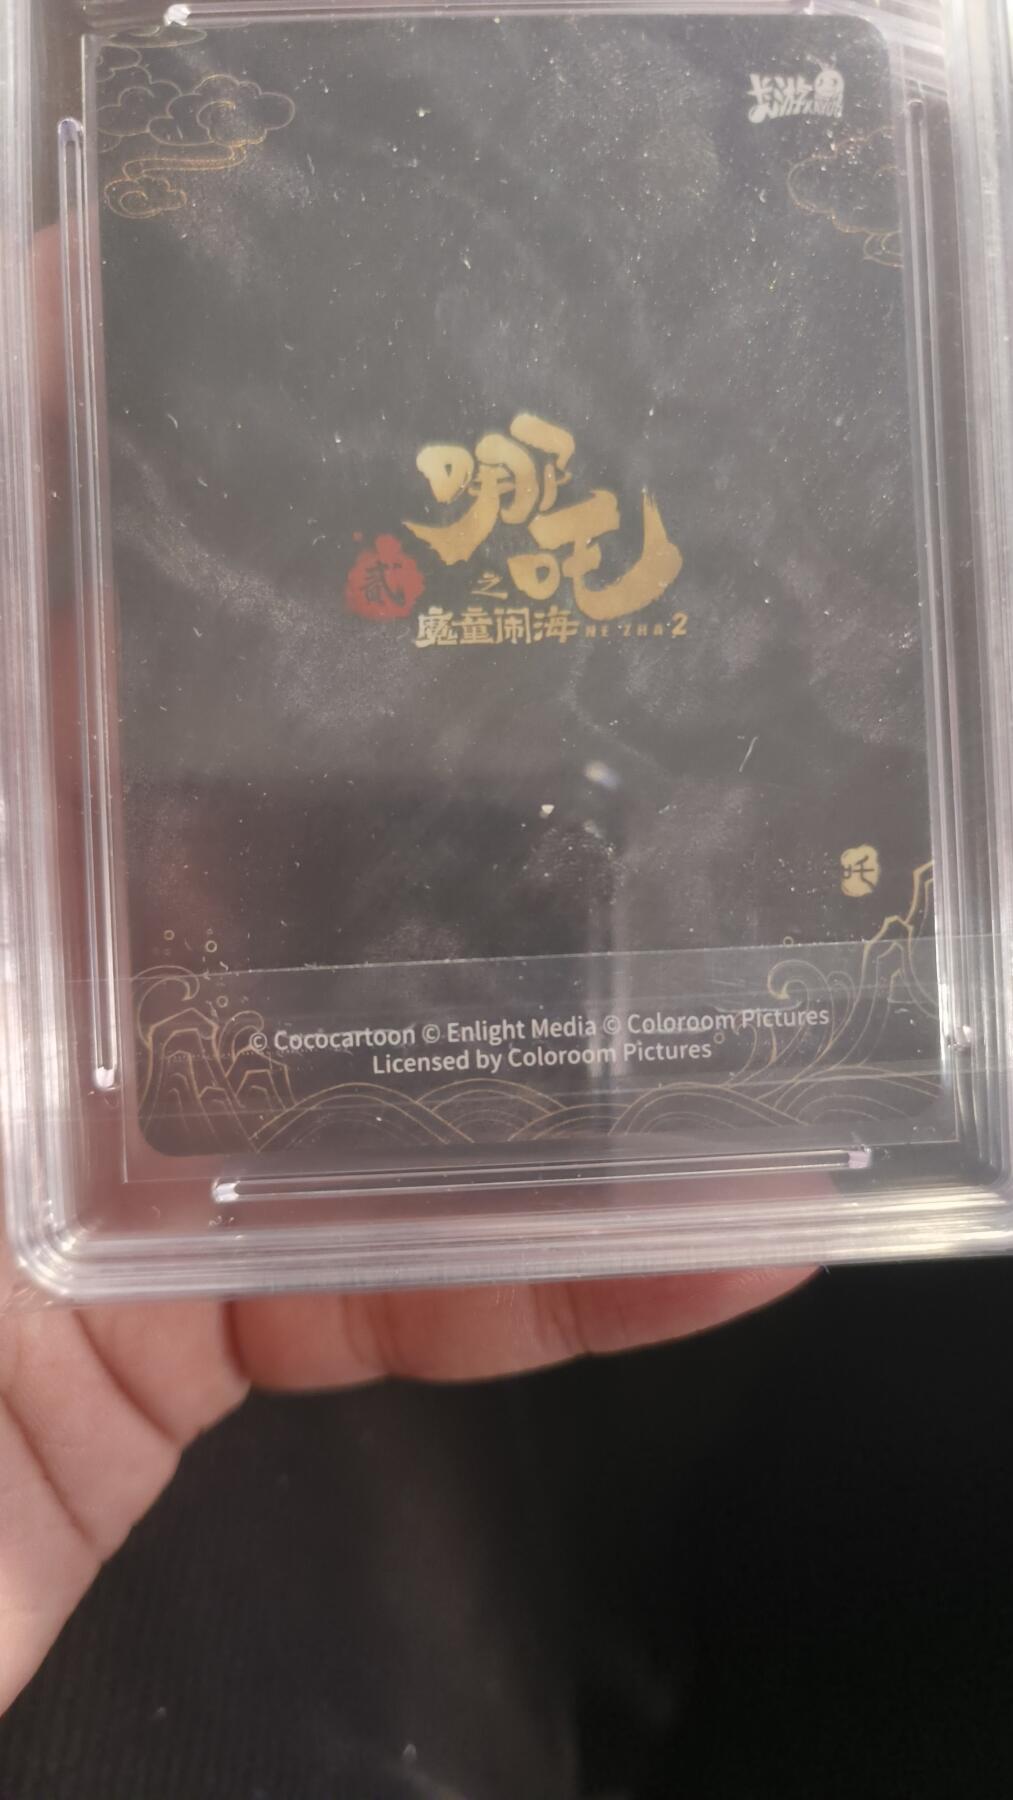 卡游
哪吒
贰
之
魔童闹海 NE ZHA 2
吒
© Cococartoon © Enlight Media © Coloroom Pictures
Licensed by Coloroom Pictures